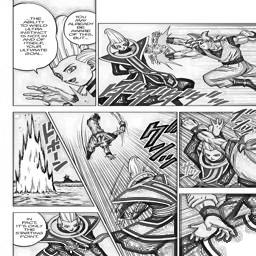 YOU MAY
ALREADY
BE AWARE
OF THIS,
BUT...
THE
ABILITY
TO WIELD
ULTRA
INSTINCT
IS NOT IN
AND OF
ITSELF
YOUR
ULTIMATE
GOAL.
IN
FACT,
IT'S ONLY
THE
STARTING
POINT.